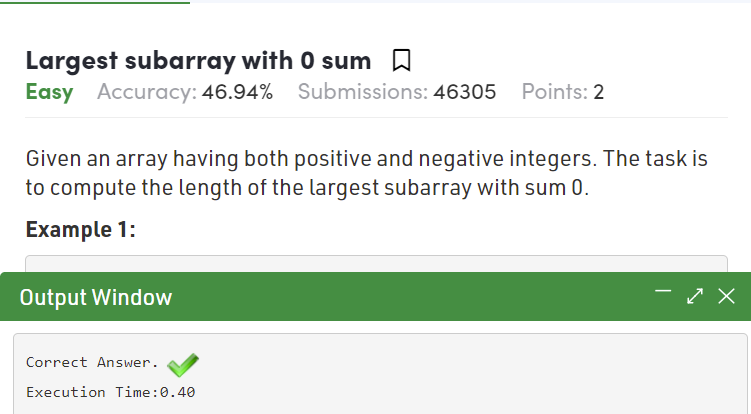 Largest subarray with 0 sum
Easy Accuracy: 46.94% Submissions: 46305 Points: 2
Given an array having both positive and negative integers. The task is
to compute the length of the largest subarray with sum 0.
Example 1:
Output Window
Correct Answer.
Execution Time:0.40